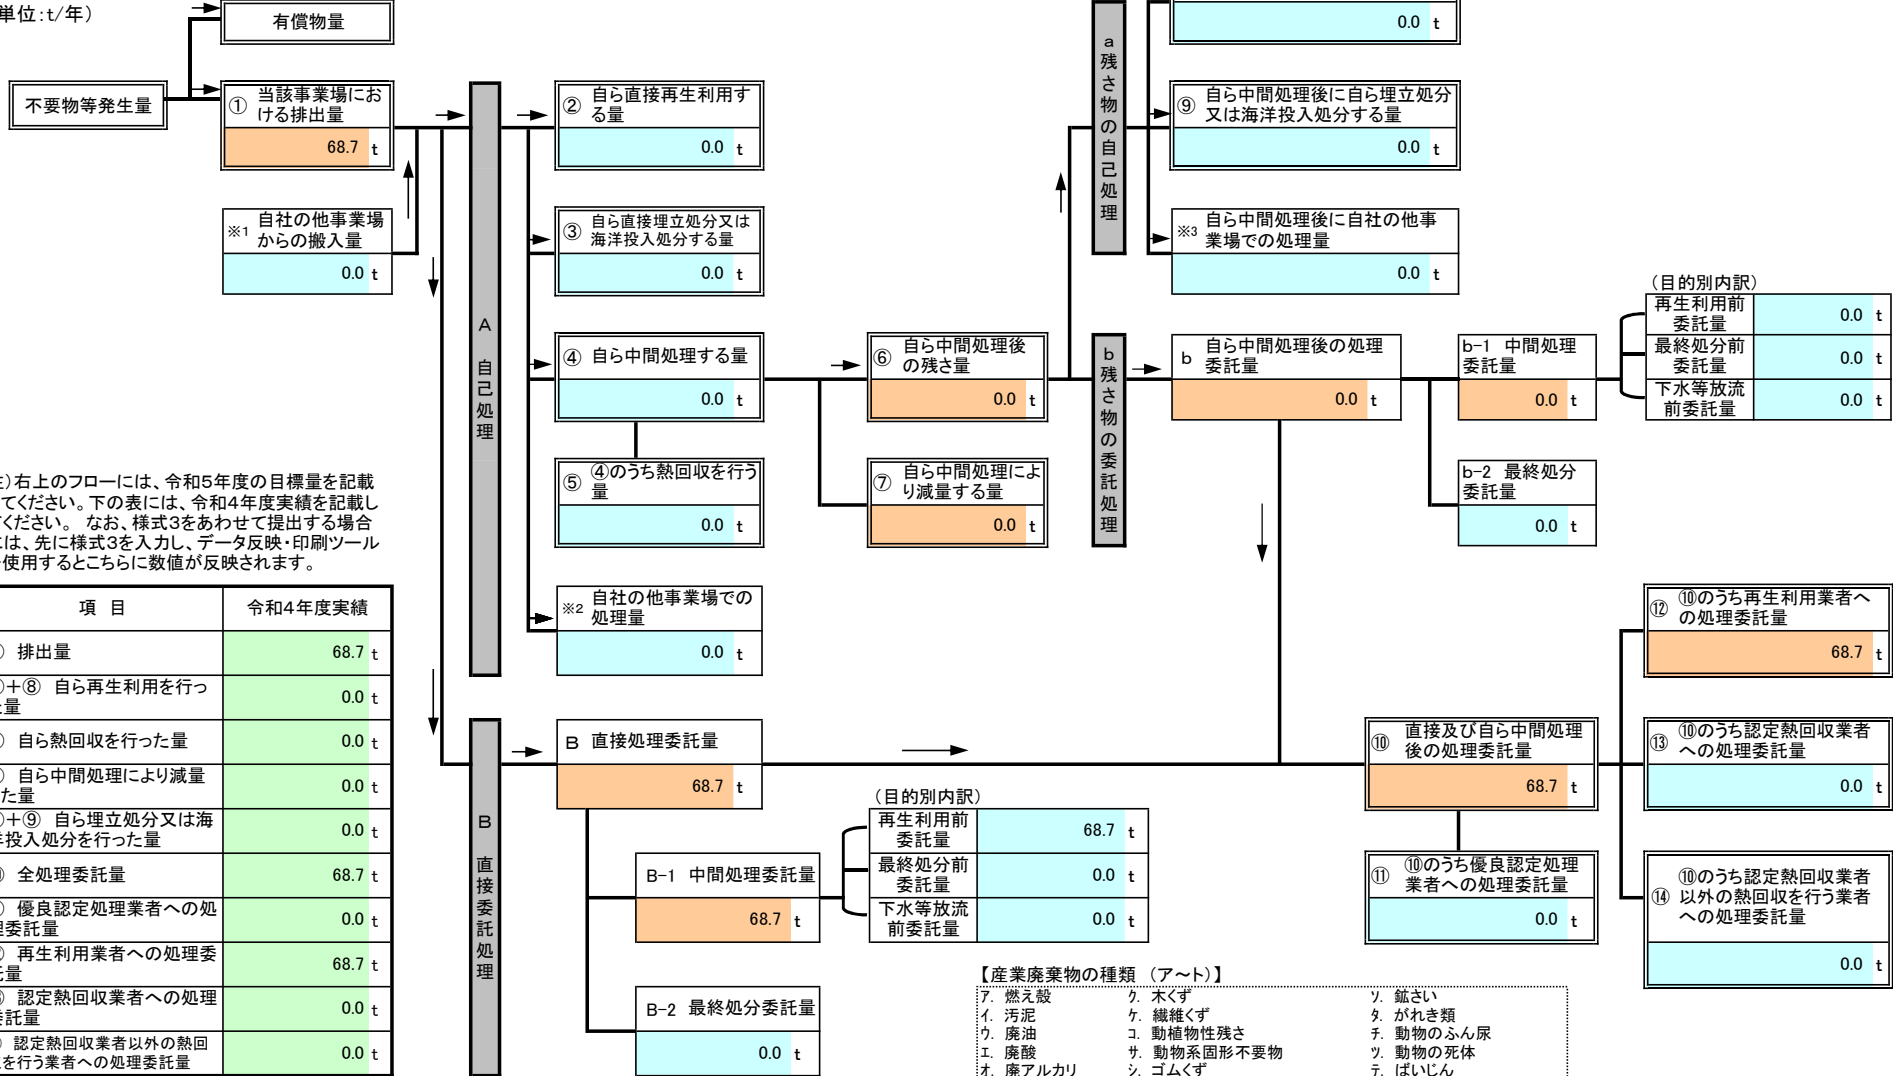 単位:t/年)
有償物量
不要物等発生量
① 当該事業場にお
ける排出量
68.7 t
※1 自社の他事業場
からの搬入量
0.0 t
A 自己処理
② 自ら直接再生利用す
る量
0.0 t
③ 自ら直接埋立処分又は
海洋投入処分する量
0.0 t
④ 自ら中間処理する量
0.0 t
⑤ ④のうち熱回収を行う
量
0.0 t
※2 自社の他事業場での
処理量
0.0 t
⑥ 自ら中間処理後
の残さ量
0.0 t
⑦ 自ら中間処理によ
り減量する量
0.0 t
a 残さ物の自己処理
0.0 t
⑨ 自ら中間処理後に自ら埋立処分
又は海洋投入処分する量
0.0 t
※3 自ら中間処理後に自社の他事
業場での処理量
0.0 t
b 残さ物の委託処理
b 自ら中間処理後の処理
委託量
0.0 t
b-1 中間処理
委託量
0.0 t
b-2 最終処分
委託量
0.0 t
(目的別内訳)
再生利用前
委託量
0.0 t
最終処分前
委託量
0.0 t
下水等放流
前委託量
0.0 t
)右上のフローには、令和5年度の目標量を記載
てください。下の表には、令和4年度実績を記載し
ください。 なお、様式3をあわせて提出する場合
は、先に様式3を入力し、データ反映・印刷ツール
使用するとこちらに数値が反映されます。
項 目 令和4年度実績
排出量 68.7 t
+⑧ 自ら再生利用を行っ
量 0.0 t
自ら熱回収を行った量 0.0 t
自ら中間処理により減量
た量 0.0 t
+⑨ 自ら埋立処分又は海
投入処分を行った量 0.0 t
全処理委託量 68.7 t
優良認定処理業者への処
委託量 0.0 t
再生利用業者への処理委
量 68.7 t
認定熱回収業者への処理
託量 0.0 t
認定熱回収業者以外の熱回
を行う業者への処理委託量 0.0 t
B 直接委託処理
B 直接処理委託量
68.7 t
B-1 中間処理委託量
68.7 t
B-2 最終処分委託量
0.0 t
(目的別内訳)
再生利用前
委託量
68.7 t
最終処分前
委託量
0.0 t
下水等放流
前委託量
0.0 t
⑩ 直接及び自ら中間処理
後の処理委託量
68.7 t
⑪ ⑩のうち優良認定処理
業者への処理委託量
0.0 t
⑫ ⑩のうち再生利用業者へ
の処理委託量
68.7 t
⑬ ⑩のうち認定熱回収業者
への処理委託量
0.0 t
⑭ ⑩のうち認定熱回収業者
以外の熱回収を行う業者
への処理委託量
0.0 t
【産業廃棄物の種類 (ア~ト)】
ア. 燃え殻 ク. 木くず ソ. 鉱さい
イ. 汚泥 ケ. 繊維くず タ. がれき類
ウ. 廃油 コ. 動植物性残さ チ. 動物のふん尿
エ. 廃酸 サ. 動物系固形不要物 ツ. 動物の死体
オ. 廃アルカリ シ. ゴムくず テ. ばいじん